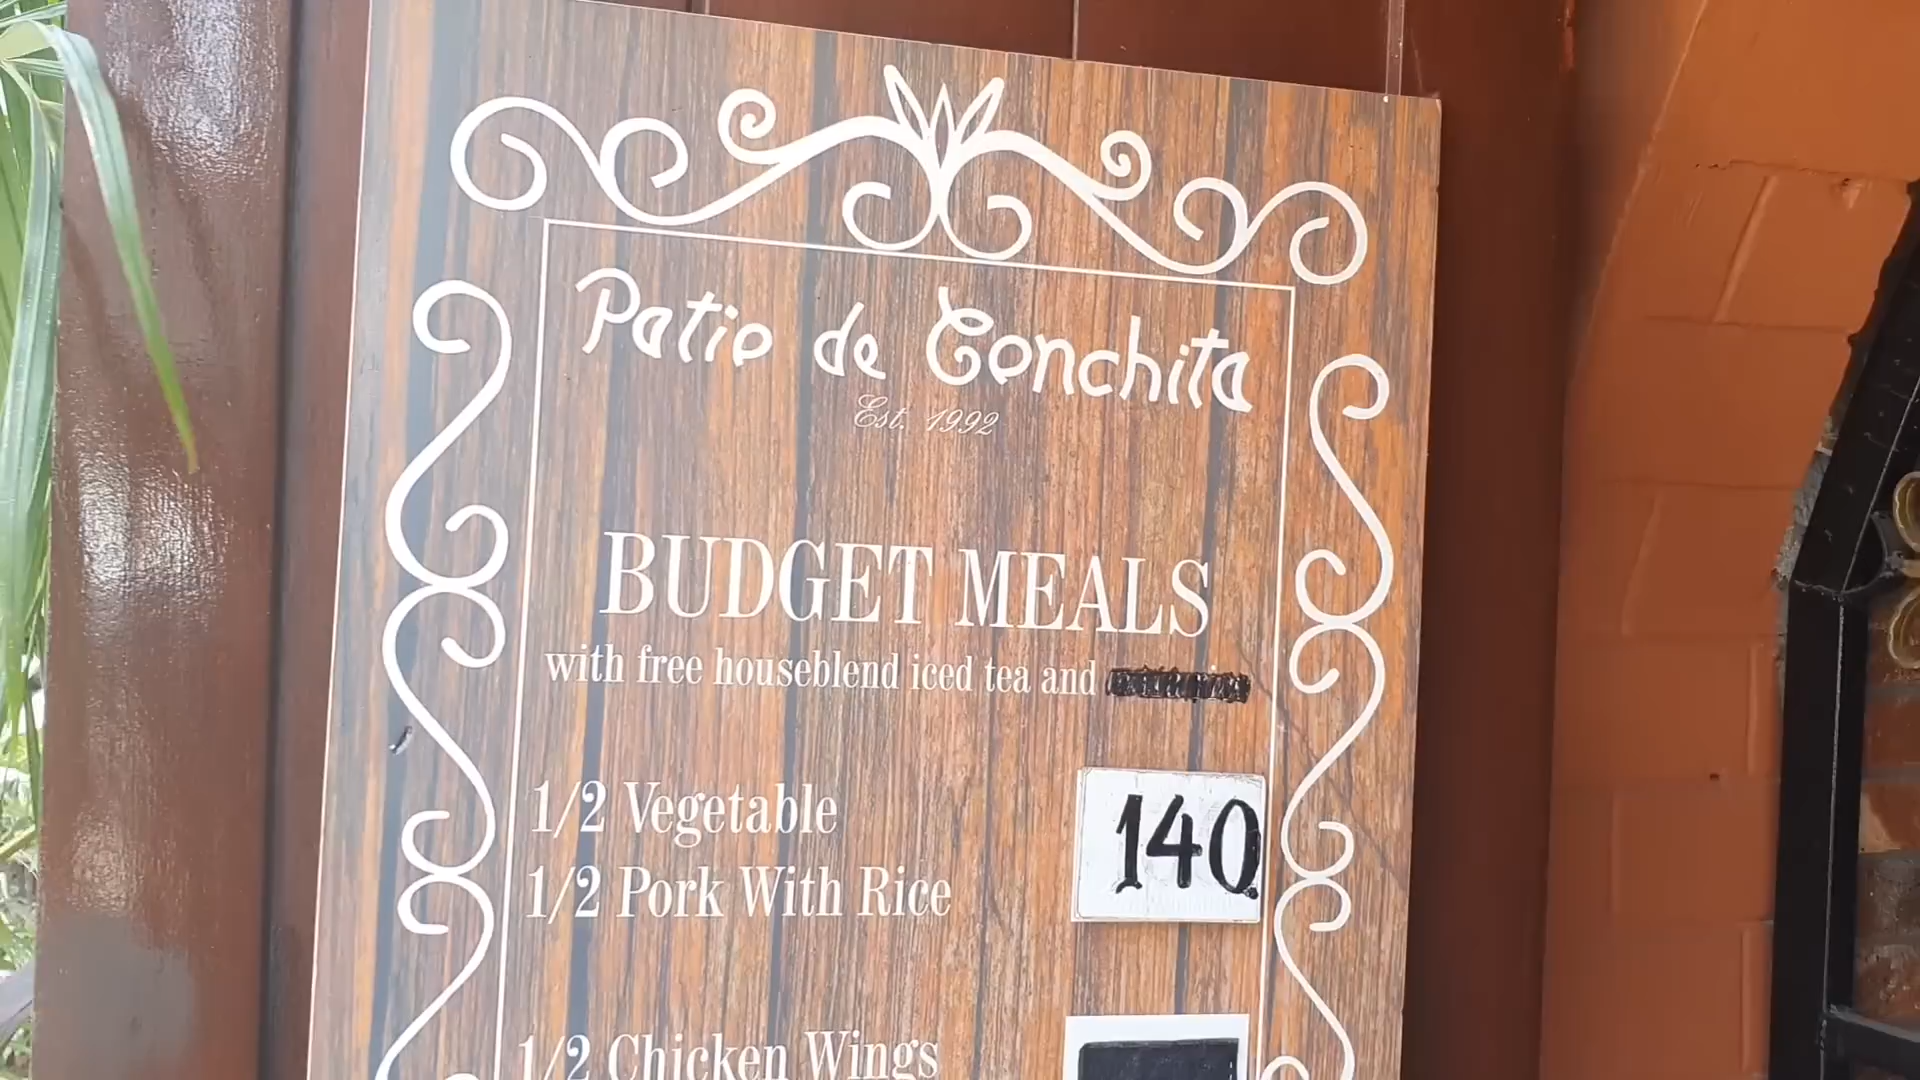 Patio de Conchita
Est. 1992
BUDGET MEALS
with free houseblend iced tea and
1/2 Vegetable
1/2 Pork With Rice
140
1/2 Chicken Wings